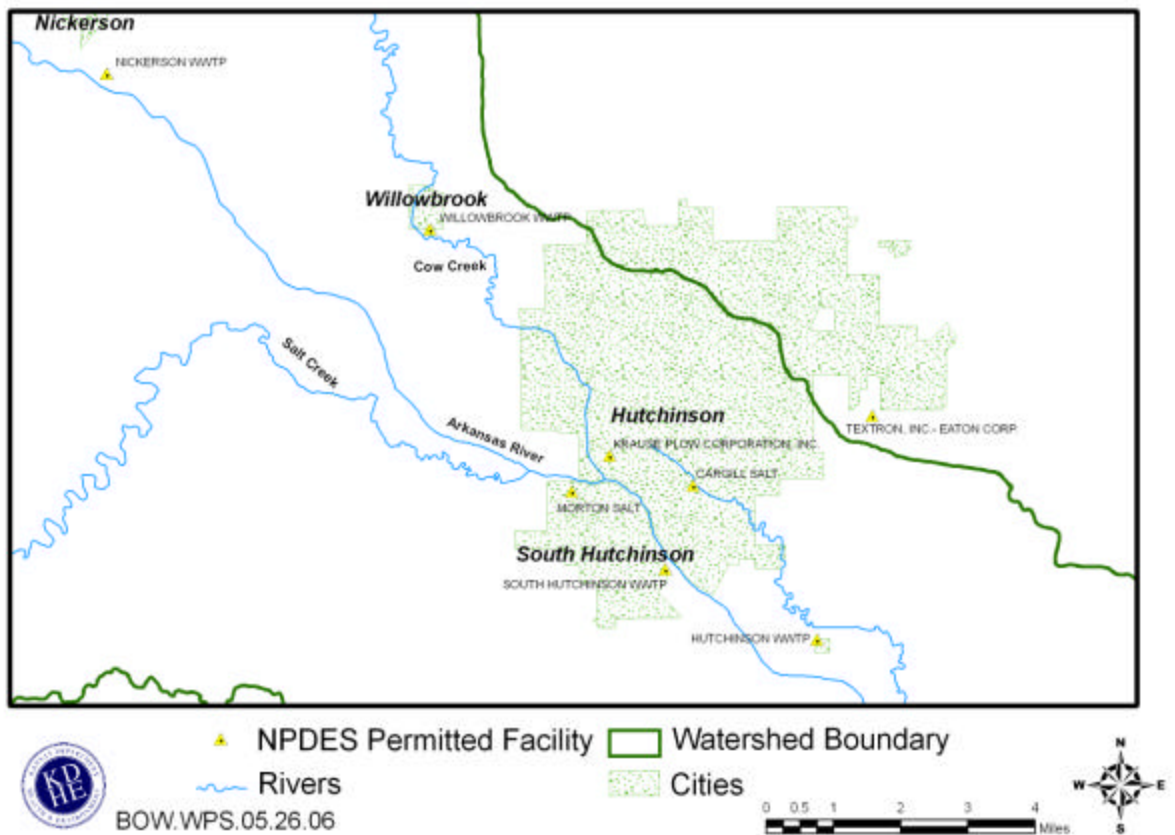 Nickerson
NICKERSON WWTP
Willowbrook
WILLOWBROOK WWTP
Cow Creek
Salt Creek
Arkansas River
Hutchinson
KRAUSE PLOW CORPORATION, INC.
TEXTRON, INC.- EATON CORP.
CARGILL SALT
MORTON SALT
South Hutchinson
SOUTH HUTCHINSON WWTP
HUTCHINSON WWTP
NPDES Permitted Facility
Watershed Boundary
Rivers
Cities
KD
HE
BOW.WPS.05.26.06
N
W
E
S
0 0.5 1 2 3 4
Miles